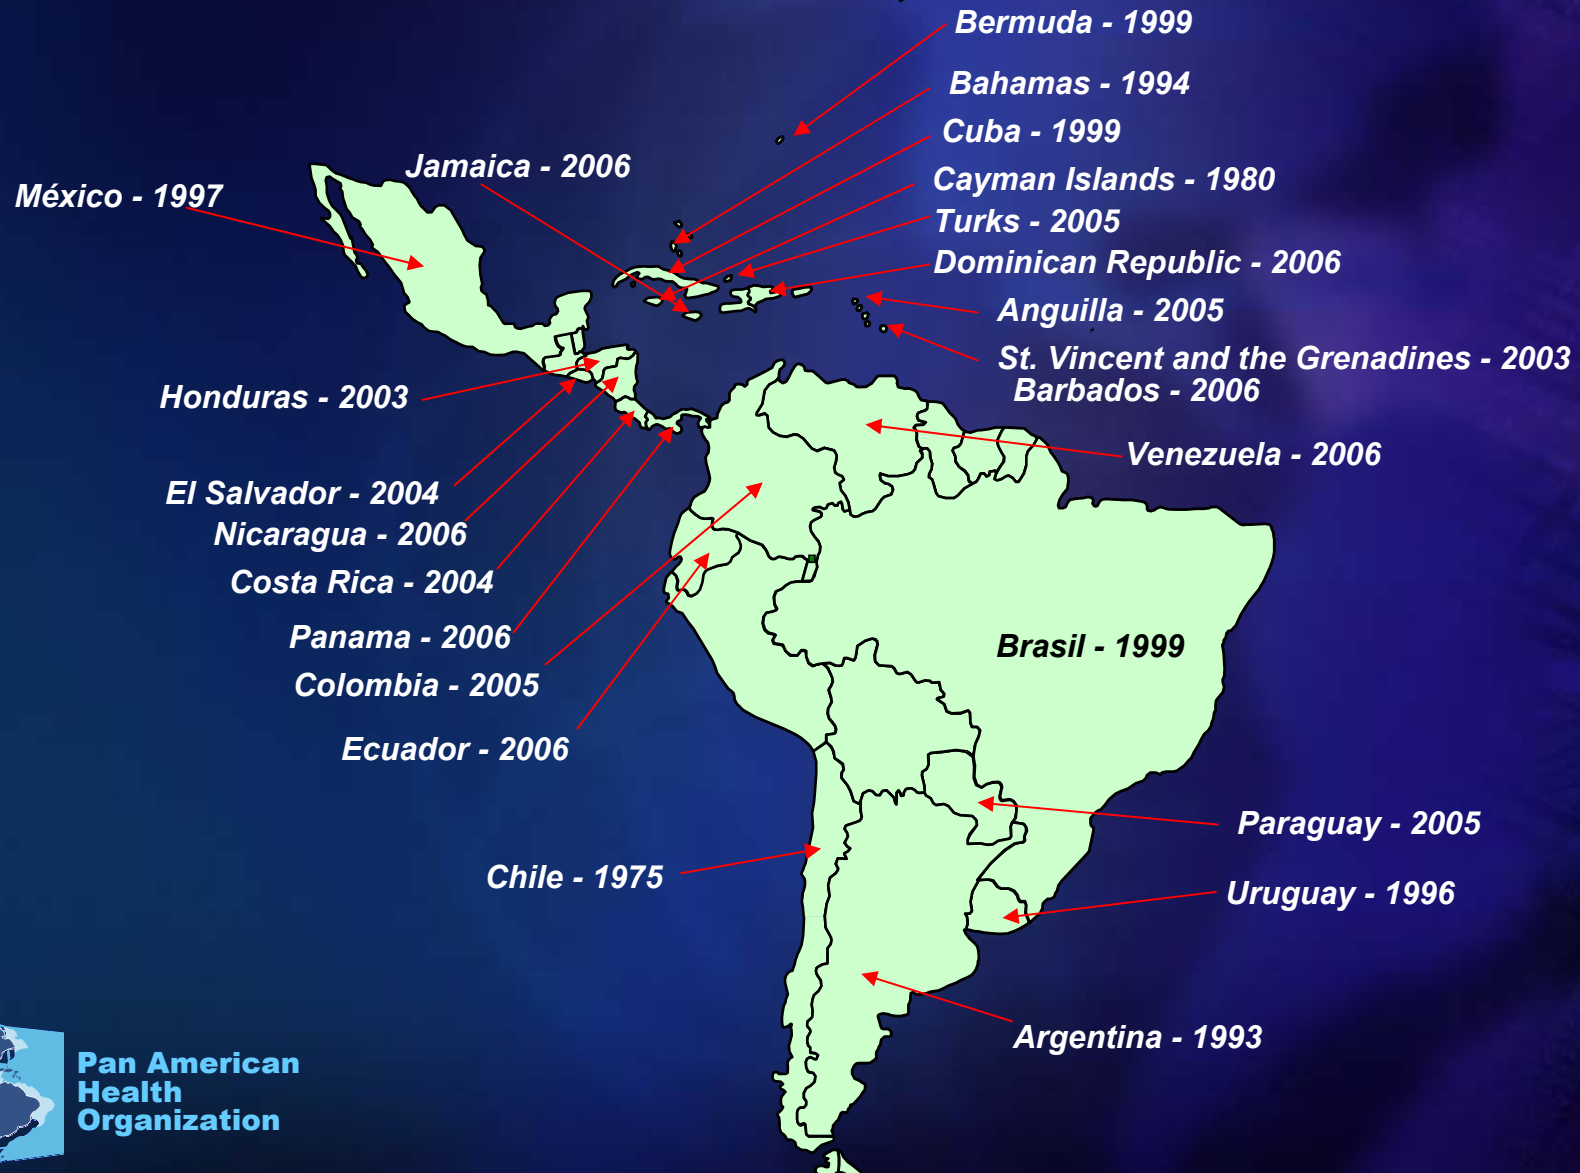 Bermuda - 1999
Bahamas - 1994
Cuba - 1999
Jamaica - 2006
Cayman Islands - 1980
México - 1997
Turks - 2005
Dominican Republic - 2006
Anguilla - 2005
St. Vincent and the Grenadines - 2003
Barbados - 2006
Honduras - 2003
Venezuela - 2006
El Salvador - 2004
Nicaragua - 2006
Costa Rica - 2004
Panama - 2006
Brasil - 1999
Colombia - 2005
Ecuador - 2006
Paraguay - 2005
Chile - 1975
Uruguay - 1996
Argentina - 1993
Pan American
Health
Organization